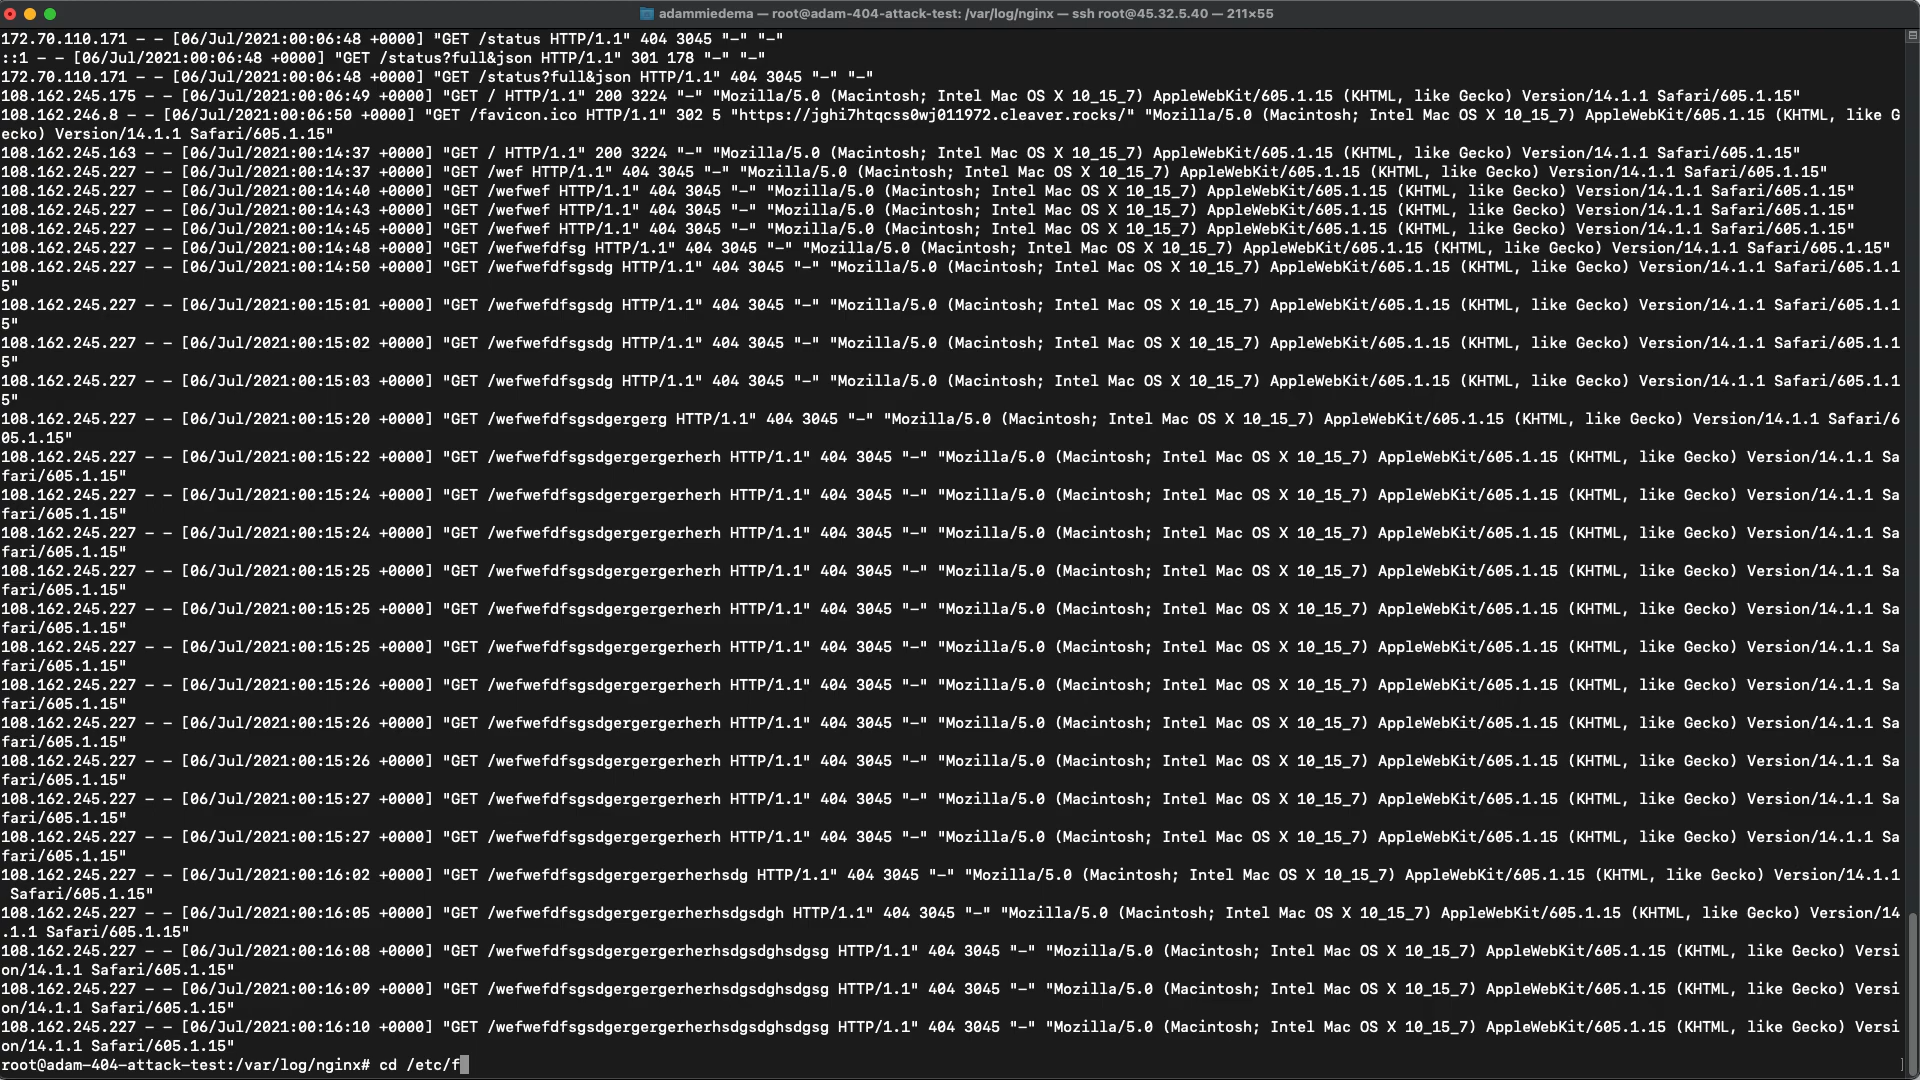 adammiedema — root@adam-404-attack-test: /var/log/nginx — ssh root@45.32.5.40 — 211×55
172.70.110.171 - - [06/Jul/2021:00:06:48 +0000] "GET /status HTTP/1.1" 404 3045 "-" "-"
::1 - - [06/Jul/2021:00:06:48 +0000] "GET /status?full&json HTTP/1.1" 301 178 "-" "-"
172.70.110.171 - - [06/Jul/2021:00:06:48 +0000] "GET /status?full&json HTTP/1.1" 404 3045 "-" "-"
108.162.245.175 - - [06/Jul/2021:00:06:49 +0000] "GET / HTTP/1.1" 200 3224 "-" "Mozilla/5.0 (Macintosh; Intel Mac OS X 10_15_7) AppleWebKit/605.1.15 (KHTML, like Gecko) Version/14.1.1 Safari/605.1.15"
108.162.246.8 - - [06/Jul/2021:00:06:50 +0000] "GET /favicon.ico HTTP/1.1" 302 5 "https://jghi7htqcss0wj011972.cleaver.rocks/" "Mozilla/5.0 (Macintosh; Intel Mac OS X 10_15_7) AppleWebKit/605.1.15 (KHTML, like G
ecko) Version/14.1.1 Safari/605.1.15"
108.162.245.163 - - [06/Jul/2021:00:14:37 +0000] "GET / HTTP/1.1" 200 3224 "-" "Mozilla/5.0 (Macintosh; Intel Mac OS X 10_15_7) AppleWebKit/605.1.15 (KHTML, like Gecko) Version/14.1.1 Safari/605.1.15"
108.162.245.227 - - [06/Jul/2021:00:14:37 +0000] "GET /wef HTTP/1.1" 404 3045 "-" "Mozilla/5.0 (Macintosh; Intel Mac OS X 10_15_7) AppleWebKit/605.1.15 (KHTML, like Gecko) Version/14.1.1 Safari/605.1.15"
108.162.245.227 - - [06/Jul/2021:00:14:40 +0000] "GET /wefwef HTTP/1.1" 404 3045 "-" "Mozilla/5.0 (Macintosh; Intel Mac OS X 10_15_7) AppleWebKit/605.1.15 (KHTML, like Gecko) Version/14.1.1 Safari/605.1.15"
108.162.245.227 - - [06/Jul/2021:00:14:43 +0000] "GET /wefwef HTTP/1.1" 404 3045 "-" "Mozilla/5.0 (Macintosh; Intel Mac OS X 10_15_7) AppleWebKit/605.1.15 (KHTML, like Gecko) Version/14.1.1 Safari/605.1.15"
108.162.245.227 - - [06/Jul/2021:00:14:45 +0000] "GET /wefwef HTTP/1.1" 404 3045 "-" "Mozilla/5.0 (Macintosh; Intel Mac OS X 10_15_7) AppleWebKit/605.1.15 (KHTML, like Gecko) Version/14.1.1 Safari/605.1.15"
108.162.245.227 - - [06/Jul/2021:00:14:48 +0000] "GET /wefwefdfsg HTTP/1.1" 404 3045 "-" "Mozilla/5.0 (Macintosh; Intel Mac OS X 10_15_7) AppleWebKit/605.1.15 (KHTML, like Gecko) Version/14.1.1 Safari/605.1.15"
108.162.245.227 - - [06/Jul/2021:00:14:50 +0000] "GET /wefwefdfsgsdg HTTP/1.1" 404 3045 "-" "Mozilla/5.0 (Macintosh; Intel Mac OS X 10_15_7) AppleWebKit/605.1.15 (KHTML, like Gecko) Version/14.1.1 Safari/605.1.1
5"
108.162.245.227 - - [06/Jul/2021:00:15:01 +0000] "GET /wefwefdfsgsdg HTTP/1.1" 404 3045 "-" "Mozilla/5.0 (Macintosh; Intel Mac OS X 10_15_7) AppleWebKit/605.1.15 (KHTML, like Gecko) Version/14.1.1 Safari/605.1.1
5"
108.162.245.227 - - [06/Jul/2021:00:15:02 +0000] "GET /wefwefdfsgsdg HTTP/1.1" 404 3045 "-" "Mozilla/5.0 (Macintosh; Intel Mac OS X 10_15_7) AppleWebKit/605.1.15 (KHTML, like Gecko) Version/14.1.1 Safari/605.1.1
5"
108.162.245.227 - - [06/Jul/2021:00:15:03 +0000] "GET /wefwefdfsgsdg HTTP/1.1" 404 3045 "-" "Mozilla/5.0 (Macintosh; Intel Mac OS X 10_15_7) AppleWebKit/605.1.15 (KHTML, like Gecko) Version/14.1.1 Safari/605.1.1
5"
108.162.245.227 - - [06/Jul/2021:00:15:20 +0000] "GET /wefwefdfsgsdgergerg HTTP/1.1" 404 3045 "-" "Mozilla/5.0 (Macintosh; Intel Mac OS X 10_15_7) AppleWebKit/605.1.15 (KHTML, like Gecko) Version/14.1.1 Safari/6
05.1.15"
108.162.245.227 - - [06/Jul/2021:00:15:22 +0000] "GET /wefwefdfsgsdgergergerherh HTTP/1.1" 404 3045 "-" "Mozilla/5.0 (Macintosh; Intel Mac OS X 10_15_7) AppleWebKit/605.1.15 (KHTML, like Gecko) Version/14.1.1 Sa
fari/605.1.15"
108.162.245.227 - - [06/Jul/2021:00:15:24 +0000] "GET /wefwefdfsgsdgergergerherh HTTP/1.1" 404 3045 "-" "Mozilla/5.0 (Macintosh; Intel Mac OS X 10_15_7) AppleWebKit/605.1.15 (KHTML, like Gecko) Version/14.1.1 Sa
fari/605.1.15"
108.162.245.227 - - [06/Jul/2021:00:15:24 +0000] "GET /wefwefdfsgsdgergergerherh HTTP/1.1" 404 3045 "-" "Mozilla/5.0 (Macintosh; Intel Mac OS X 10_15_7) AppleWebKit/605.1.15 (KHTML, like Gecko) Version/14.1.1 Sa
fari/605.1.15"
108.162.245.227 - - [06/Jul/2021:00:15:25 +0000] "GET /wefwefdfsgsdgergergerherh HTTP/1.1" 404 3045 "-" "Mozilla/5.0 (Macintosh; Intel Mac OS X 10_15_7) AppleWebKit/605.1.15 (KHTML, like Gecko) Version/14.1.1 Sa
fari/605.1.15"
108.162.245.227 - - [06/Jul/2021:00:15:25 +0000] "GET /wefwefdfsgsdgergergerherh HTTP/1.1" 404 3045 "-" "Mozilla/5.0 (Macintosh; Intel Mac OS X 10_15_7) AppleWebKit/605.1.15 (KHTML, like Gecko) Version/14.1.1 Sa
fari/605.1.15"
108.162.245.227 - - [06/Jul/2021:00:15:25 +0000] "GET /wefwefdfsgsdgergergerherh HTTP/1.1" 404 3045 "-" "Mozilla/5.0 (Macintosh; Intel Mac OS X 10_15_7) AppleWebKit/605.1.15 (KHTML, like Gecko) Version/14.1.1 Sa
fari/605.1.15"
108.162.245.227 - - [06/Jul/2021:00:15:26 +0000] "GET /wefwefdfsgsdgergergerherh HTTP/1.1" 404 3045 "-" "Mozilla/5.0 (Macintosh; Intel Mac OS X 10_15_7) AppleWebKit/605.1.15 (KHTML, like Gecko) Version/14.1.1 Sa
fari/605.1.15"
108.162.245.227 - - [06/Jul/2021:00:15:26 +0000] "GET /wefwefdfsgsdgergergerherh HTTP/1.1" 404 3045 "-" "Mozilla/5.0 (Macintosh; Intel Mac OS X 10_15_7) AppleWebKit/605.1.15 (KHTML, like Gecko) Version/14.1.1 Sa
fari/605.1.15"
108.162.245.227 - - [06/Jul/2021:00:15:26 +0000] "GET /wefwefdfsgsdgergergerherh HTTP/1.1" 404 3045 "-" "Mozilla/5.0 (Macintosh; Intel Mac OS X 10_15_7) AppleWebKit/605.1.15 (KHTML, like Gecko) Version/14.1.1 Sa
fari/605.1.15"
108.162.245.227 - - [06/Jul/2021:00:15:27 +0000] "GET /wefwefdfsgsdgergergerherh HTTP/1.1" 404 3045 "-" "Mozilla/5.0 (Macintosh; Intel Mac OS X 10_15_7) AppleWebKit/605.1.15 (KHTML, like Gecko) Version/14.1.1 Sa
fari/605.1.15"
108.162.245.227 - - [06/Jul/2021:00:15:27 +0000] "GET /wefwefdfsgsdgergergerherh HTTP/1.1" 404 3045 "-" "Mozilla/5.0 (Macintosh; Intel Mac OS X 10_15_7) AppleWebKit/605.1.15 (KHTML, like Gecko) Version/14.1.1 Sa
fari/605.1.15"
108.162.245.227 - - [06/Jul/2021:00:16:02 +0000] "GET /wefwefdfsgsdgergergerherhsdg HTTP/1.1" 404 3045 "-" "Mozilla/5.0 (Macintosh; Intel Mac OS X 10_15_7) AppleWebKit/605.1.15 (KHTML, like Gecko) Version/14.1.1
 Safari/605.1.15"
108.162.245.227 - - [06/Jul/2021:00:16:05 +0000] "GET /wefwefdfsgsdgergergerherhsdgsdgh HTTP/1.1" 404 3045 "-" "Mozilla/5.0 (Macintosh; Intel Mac OS X 10_15_7) AppleWebKit/605.1.15 (KHTML, like Gecko) Version/14
.1.1 Safari/605.1.15"
108.162.245.227 - - [06/Jul/2021:00:16:08 +0000] "GET /wefwefdfsgsdgergergerherhsdgsdghsdgsg HTTP/1.1" 404 3045 "-" "Mozilla/5.0 (Macintosh; Intel Mac OS X 10_15_7) AppleWebKit/605.1.15 (KHTML, like Gecko) Versi
on/14.1.1 Safari/605.1.15"
108.162.245.227 - - [06/Jul/2021:00:16:09 +0000] "GET /wefwefdfsgsdgergergerherhsdgsdghsdgsg HTTP/1.1" 404 3045 "-" "Mozilla/5.0 (Macintosh; Intel Mac OS X 10_15_7) AppleWebKit/605.1.15 (KHTML, like Gecko) Versi
on/14.1.1 Safari/605.1.15"
108.162.245.227 - - [06/Jul/2021:00:16:10 +0000] "GET /wefwefdfsgsdgergergerherhsdgsdghsdgsg HTTP/1.1" 404 3045 "-" "Mozilla/5.0 (Macintosh; Intel Mac OS X 10_15_7) AppleWebKit/605.1.15 (KHTML, like Gecko) Versi
on/14.1.1 Safari/605.1.15"
root@adam-404-attack-test:/var/log/nginx# cd /etc/f